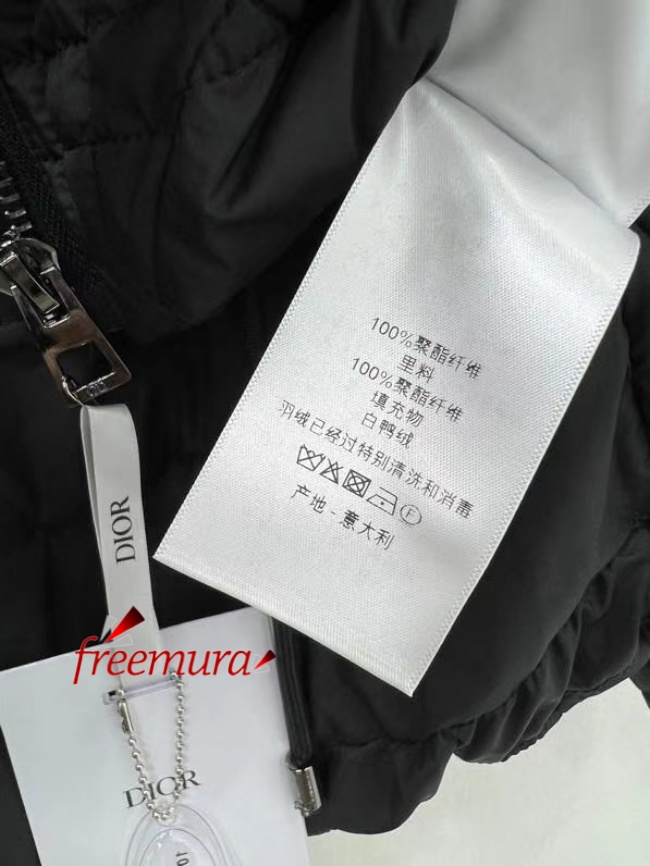 100%聚酯纤维
里料
100%聚酯纤维
填充物
白鸭绒
羽绒已经过特别清洗和消毒
F
产地-意大利
DIOR
freemura
DIOR